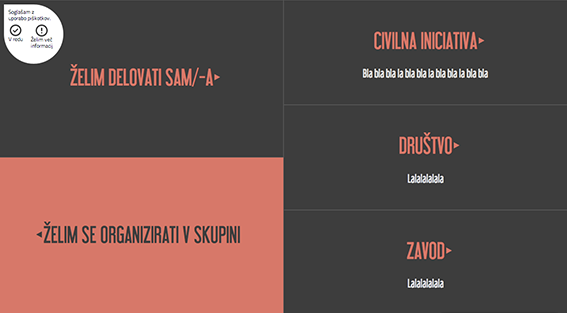 Soglašam z
uporabo piškotkov.
V redu
Želim več
informacij
ŽELIM DELOVATI SAM/-A▸
◂ŽELIM SE ORGANIZIRATI V SKUPINI
CIVILNA INICIATIVA▸
Bla bla bla la bla bla la bla bla la bla bla
DRUŠTVO▸
Lalalalalala
ZAVOD▸
Lalalalalala